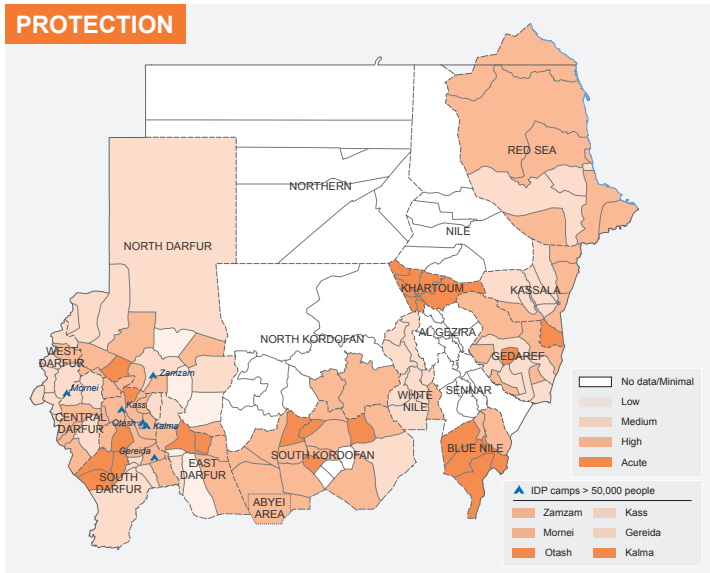 PROTECTION
RED SEA
NORTHERN
NILE
NORTH DARFUR
KHARTOUM
KASSALA
AL GEZIRA
NORTH KORDOFAN
GEDAREF
WEST
DARFUR
Zamzam
Mornei
WHITE
NILE
SENNAR
Kass
CENTRAL
DARFUR
Otash
Kalma
BLUE NILE
Gereida
SOUTH KORDOFAN
EAST
DARFUR
SOUTH
DARFUR
ABYEI
AREA
No data/Minimal
Low
Medium
High
Acute
IDP camps > 50,000 people
Zamzam Kass
Mornei Gereida
Otash Kalma